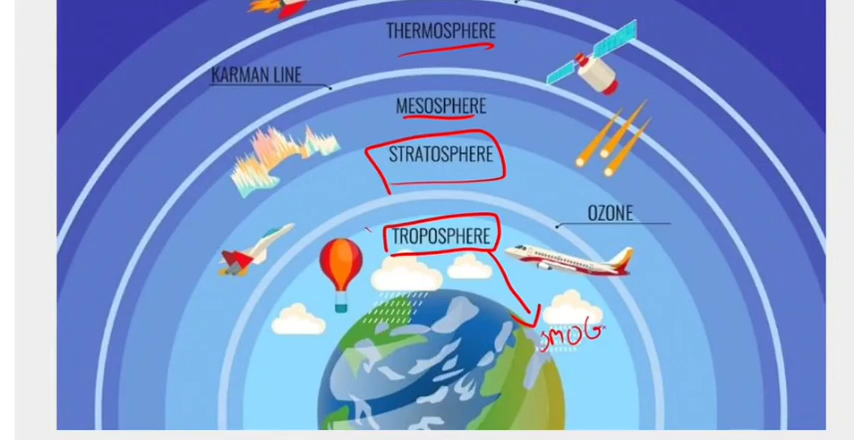 THERMOSPHERE
KARMAN LINE
MESOSPHERE
STRATOSPHERE
OZONE
TROPOSPHERE
SMOG